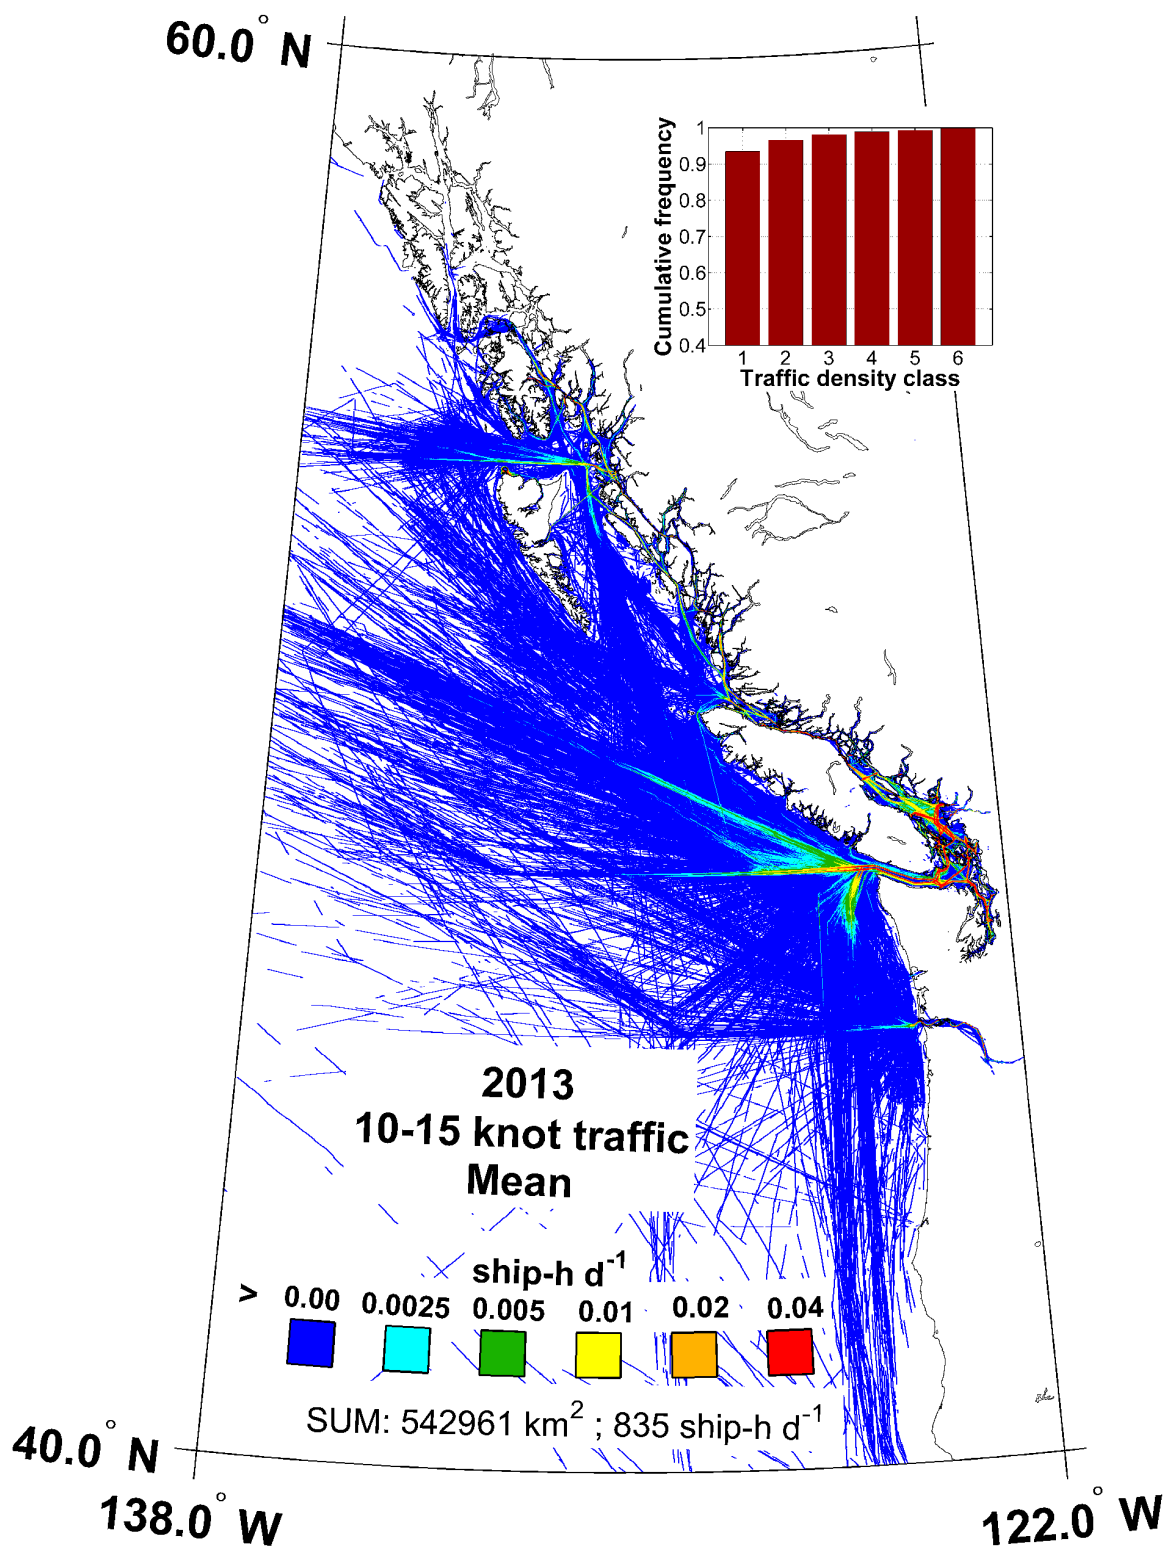 60.0° N
Cumulative frequency
1
0.9
0.8
0.7
0.6
0.5
0.4
1 2 3 4 5 6
Traffic density class
2013
10-15 knot traffic
Mean
ship-h d⁻¹
> 0.00 0.0025 0.005 0.01 0.02 0.04
SUM: 542961 km² ; 835 ship-h d⁻¹
40.0° N
138.0° W
122.0° W